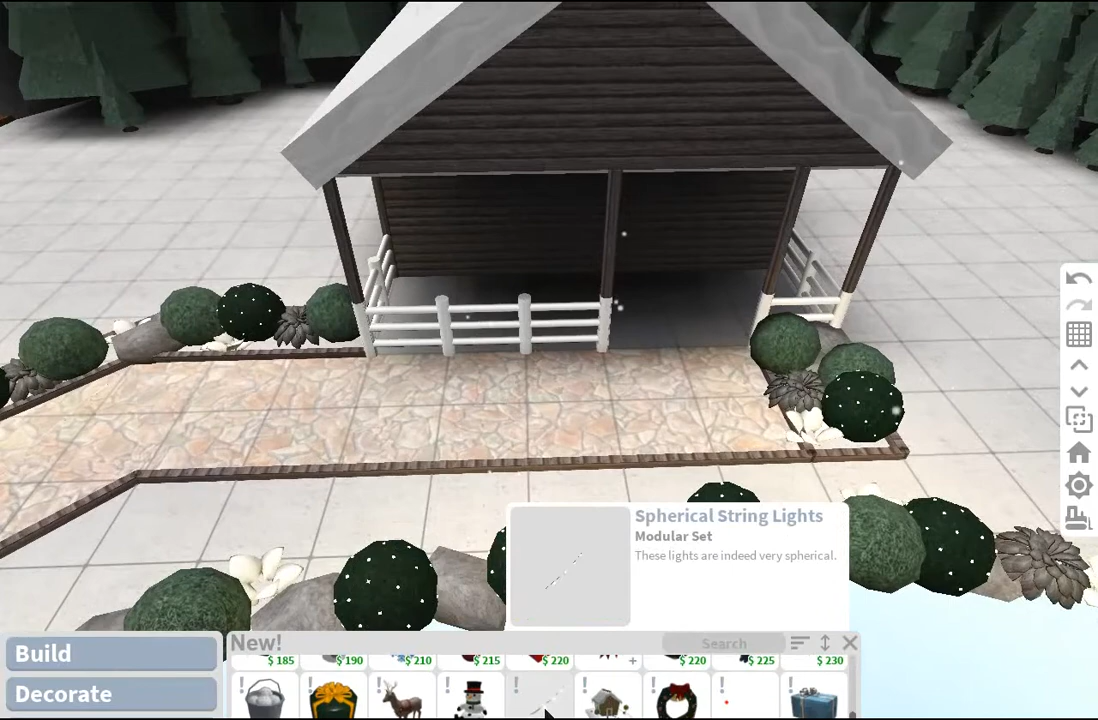 Spherical String Lights
Modular Set
These lights are indeed very spherical.
New!
Search
Build
$ 185
$ 190
$ 210
$ 215
$ 220
+
$ 220
$ 225
$ 230
Decorate
! ! ! ! ! ! ! ! !